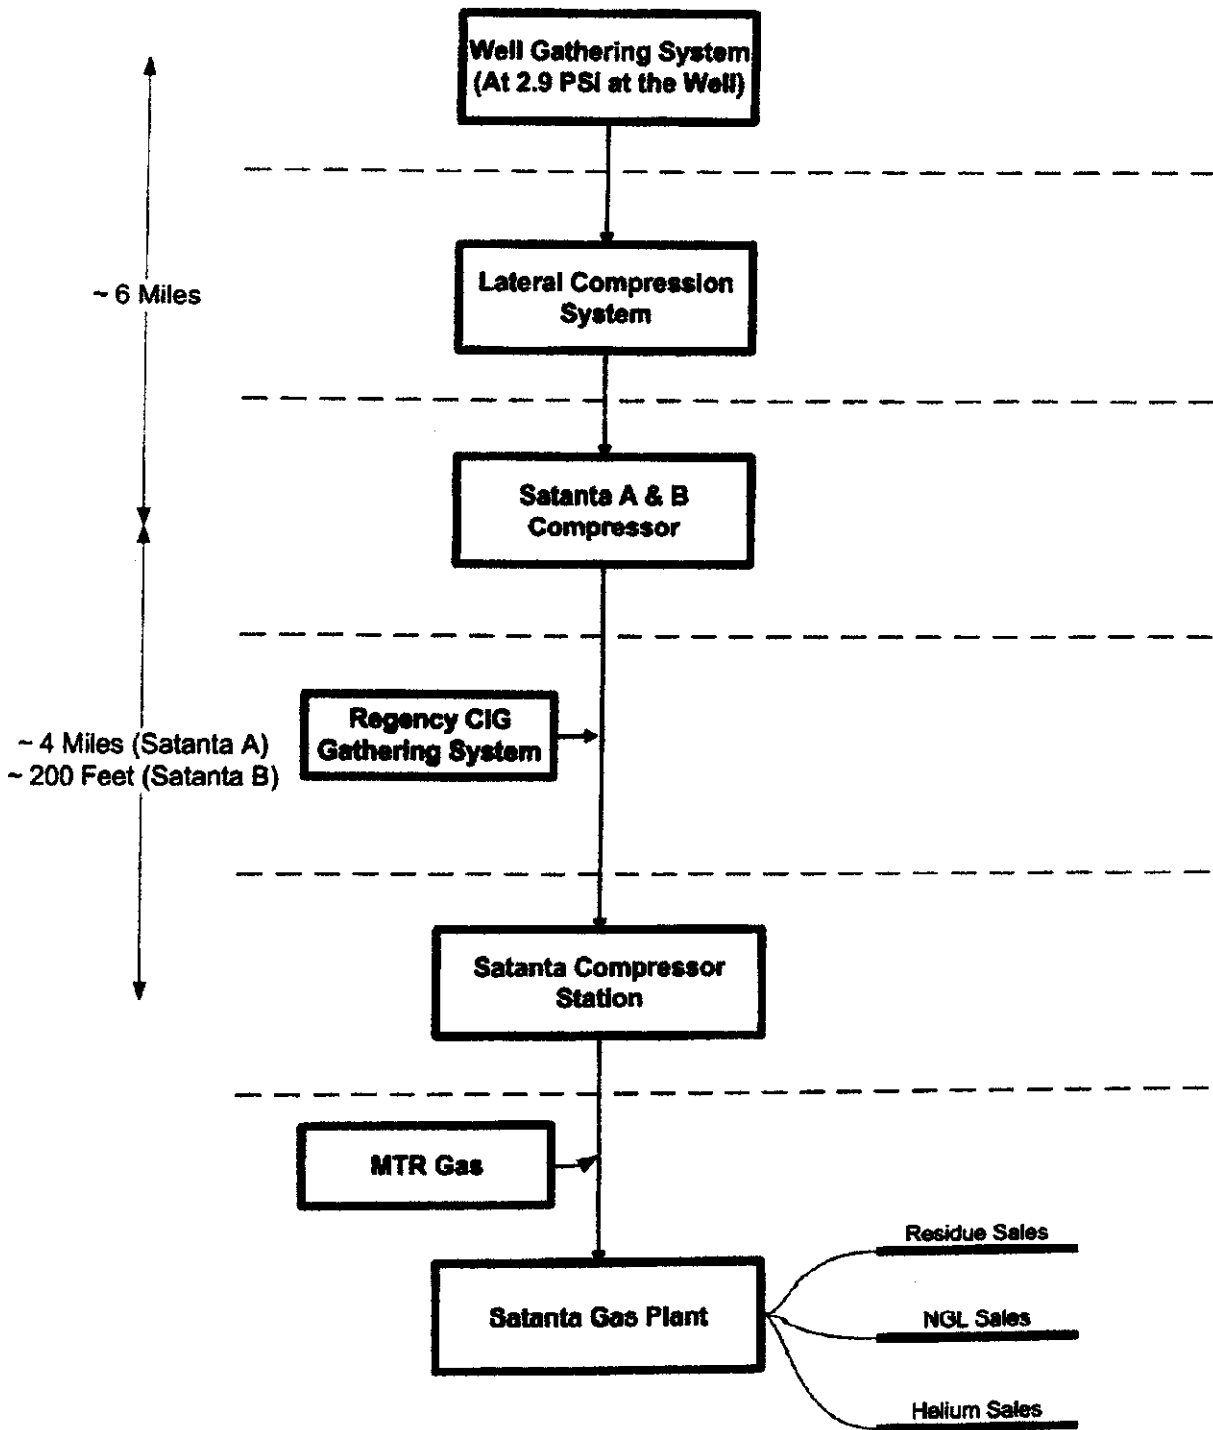 Well Gathering System
(At 2.9 PSI at the Well)
~ 6 Miles
Lateral Compression
System
Satanta A & B
Compressor
Regency CIG
Gathering System
~ 4 Miles (Satanta A)
~ 200 Feet (Satanta B)
Satanta Compressor
Station
MTR Gas
Satanta Gas Plant
Residue Sales
NGL Sales
Helium Sales